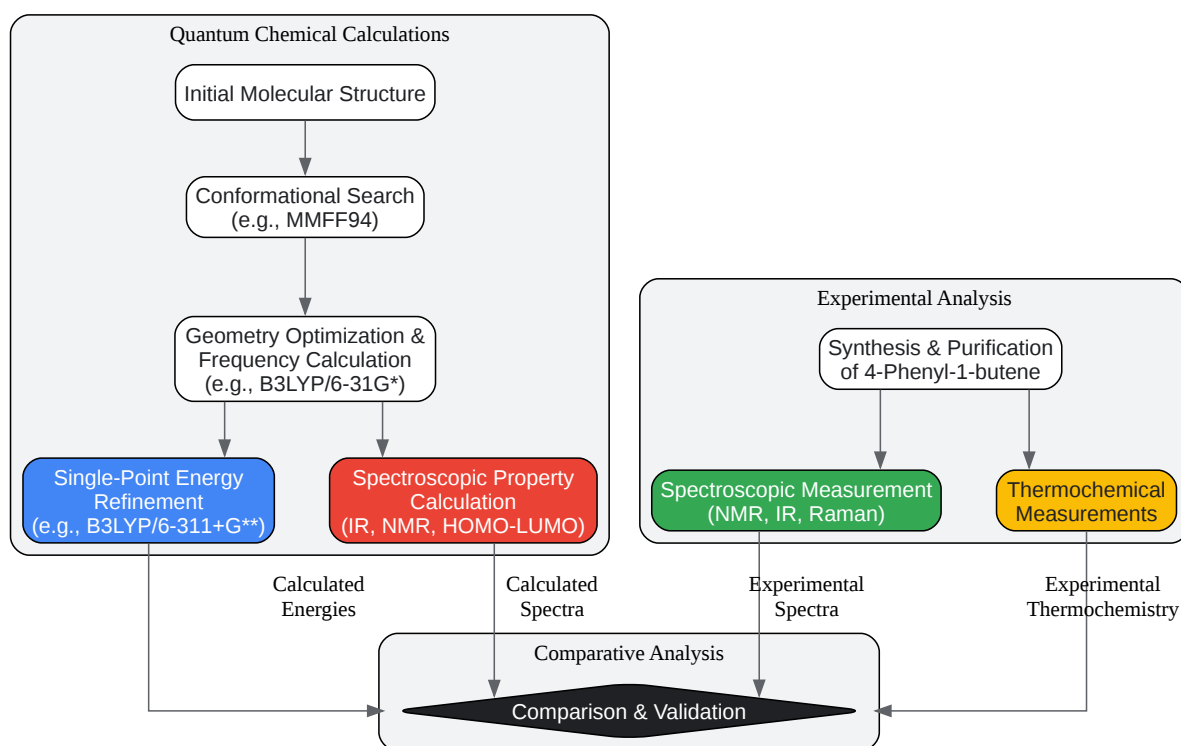 Quantum Chemical Calculations
Initial Molecular Structure
Conformational Search
(e.g., MMFF94)
Geometry Optimization &
Frequency Calculation
(e.g., B3LYP/6-31G*)
Single-Point Energy
Refinement
(e.g., B3LYP/6-311+G**)
Spectroscopic Property
Calculation
(IR, NMR, HOMO-LUMO)
Experimental Analysis
Synthesis & Purification
of 4-Phenyl-1-butene
Spectroscopic Measurement
(NMR, IR, Raman)
Thermochemical
Measurements
Calculated
Energies
Calculated
Spectra
Experimental
Spectra
Experimental
Thermochemistry
Comparative Analysis
Comparison & Validation